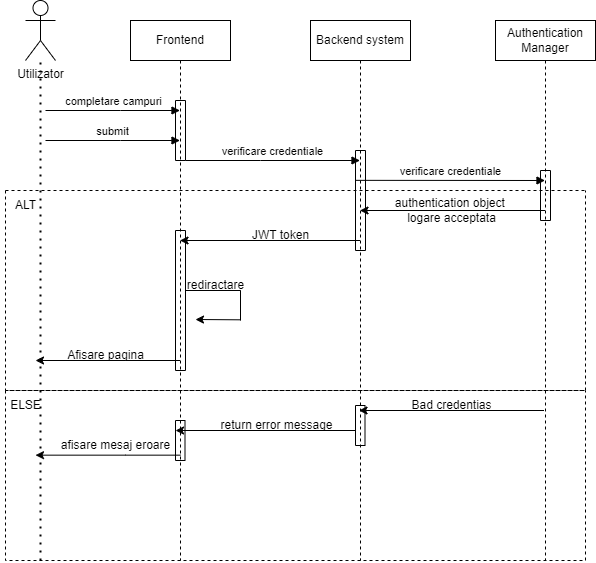 Utilizator
Frontend
Backend system
Authentication
Manager
completare campuri
submit
verificare credentiale
verificare credentiale
ALT
authentication object
logare acceptata
JWT token
rediractare
Afisare pagina
ELSE
Bad credentias
return error message
afisare mesaj eroare